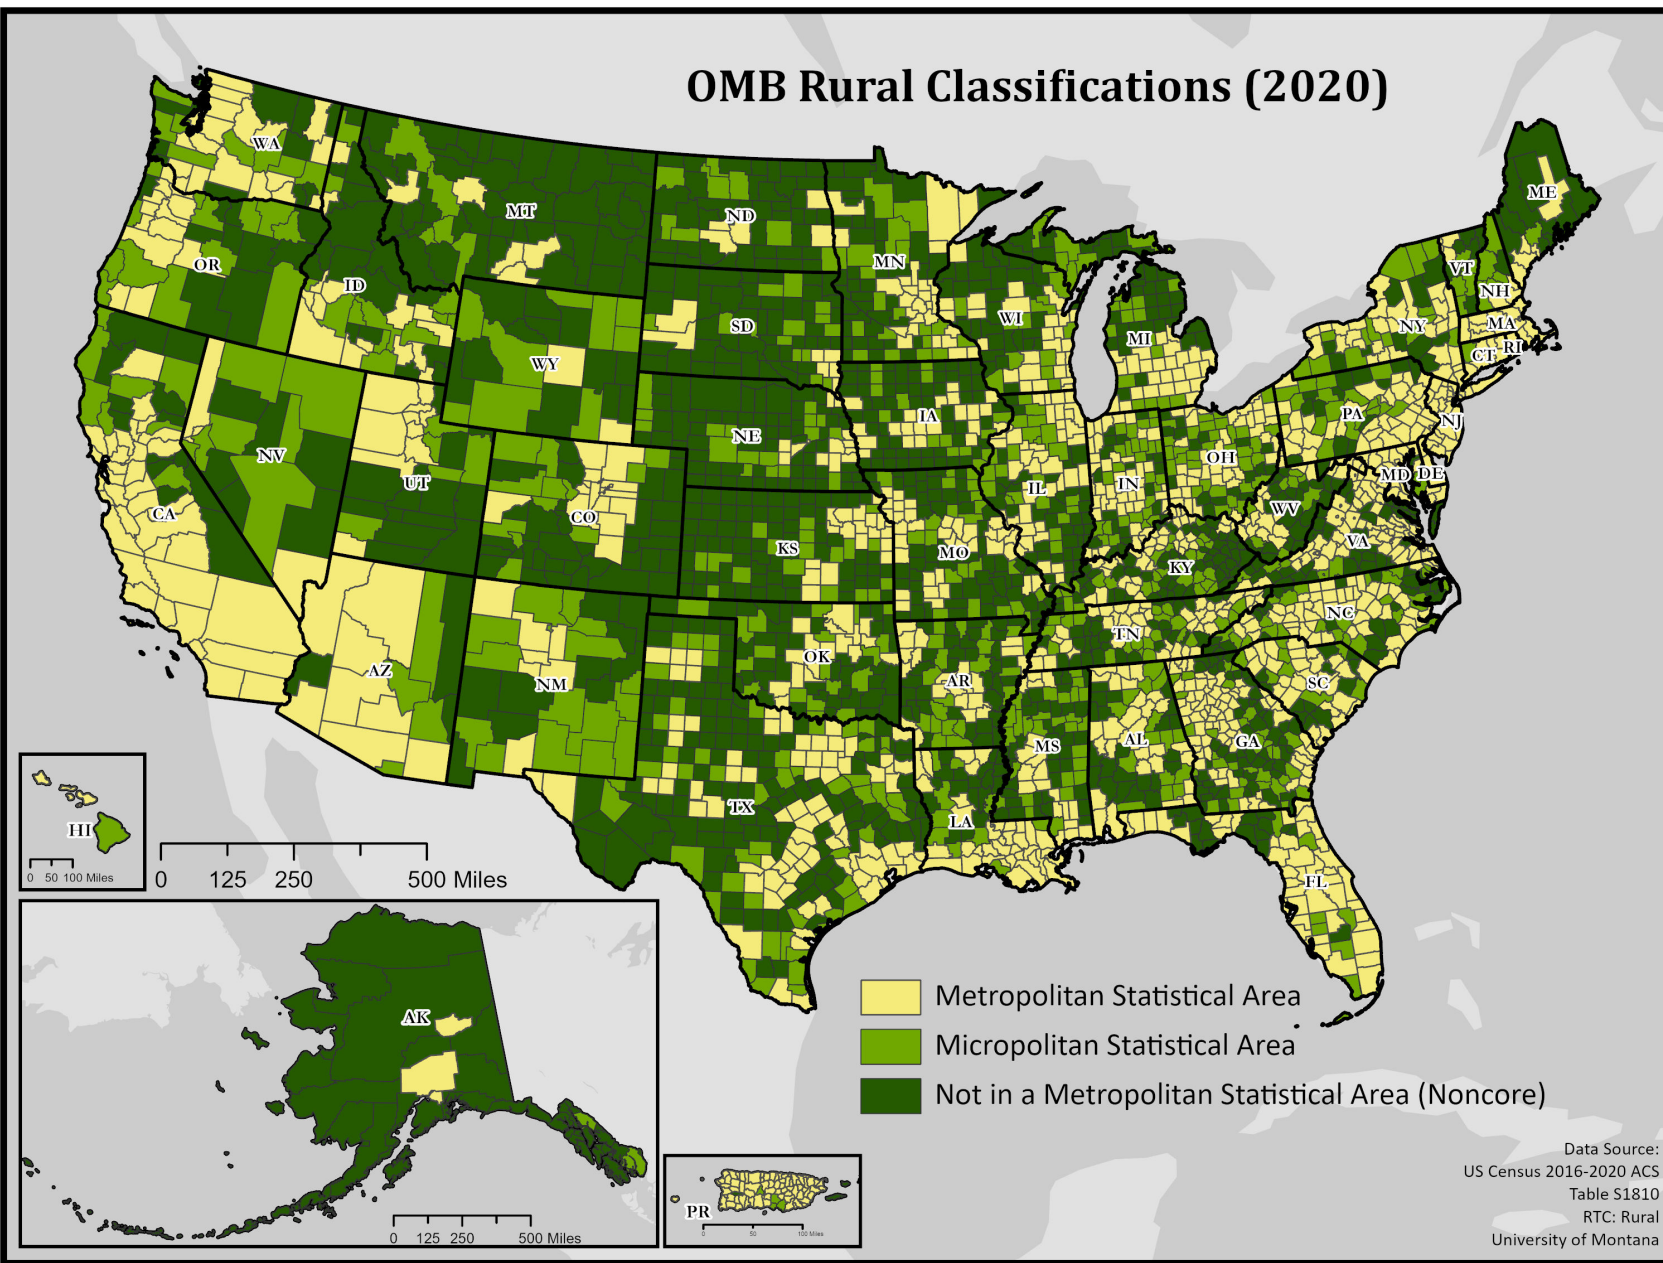 OMB Rural Classifications (2020)
WA
MT
ND
MN
ME
OR
ID
SD
WI
MI
VT
NH
NY
MA
CT
RI
WY
NE
IA
PA
NJ
NV
UT
CO
IL
IN
OH
MD
DE
WV
CA
KS
MO
KY
VA
AZ
NM
OK
AR
TN
NC
SC
MS
AL
GA
TX
LA
FL
HI
0 50 100 Miles
0 125 250 500 Miles
AK
0 125 250 500 Miles
PR
0 50 100 Miles
Metropolitan Statistical Area
Micropolitan Statistical Area
Not in a Metropolitan Statistical Area (Noncore)
Data Source:
US Census 2016-2020 ACS
Table S1810
RTC: Rural
University of Montana